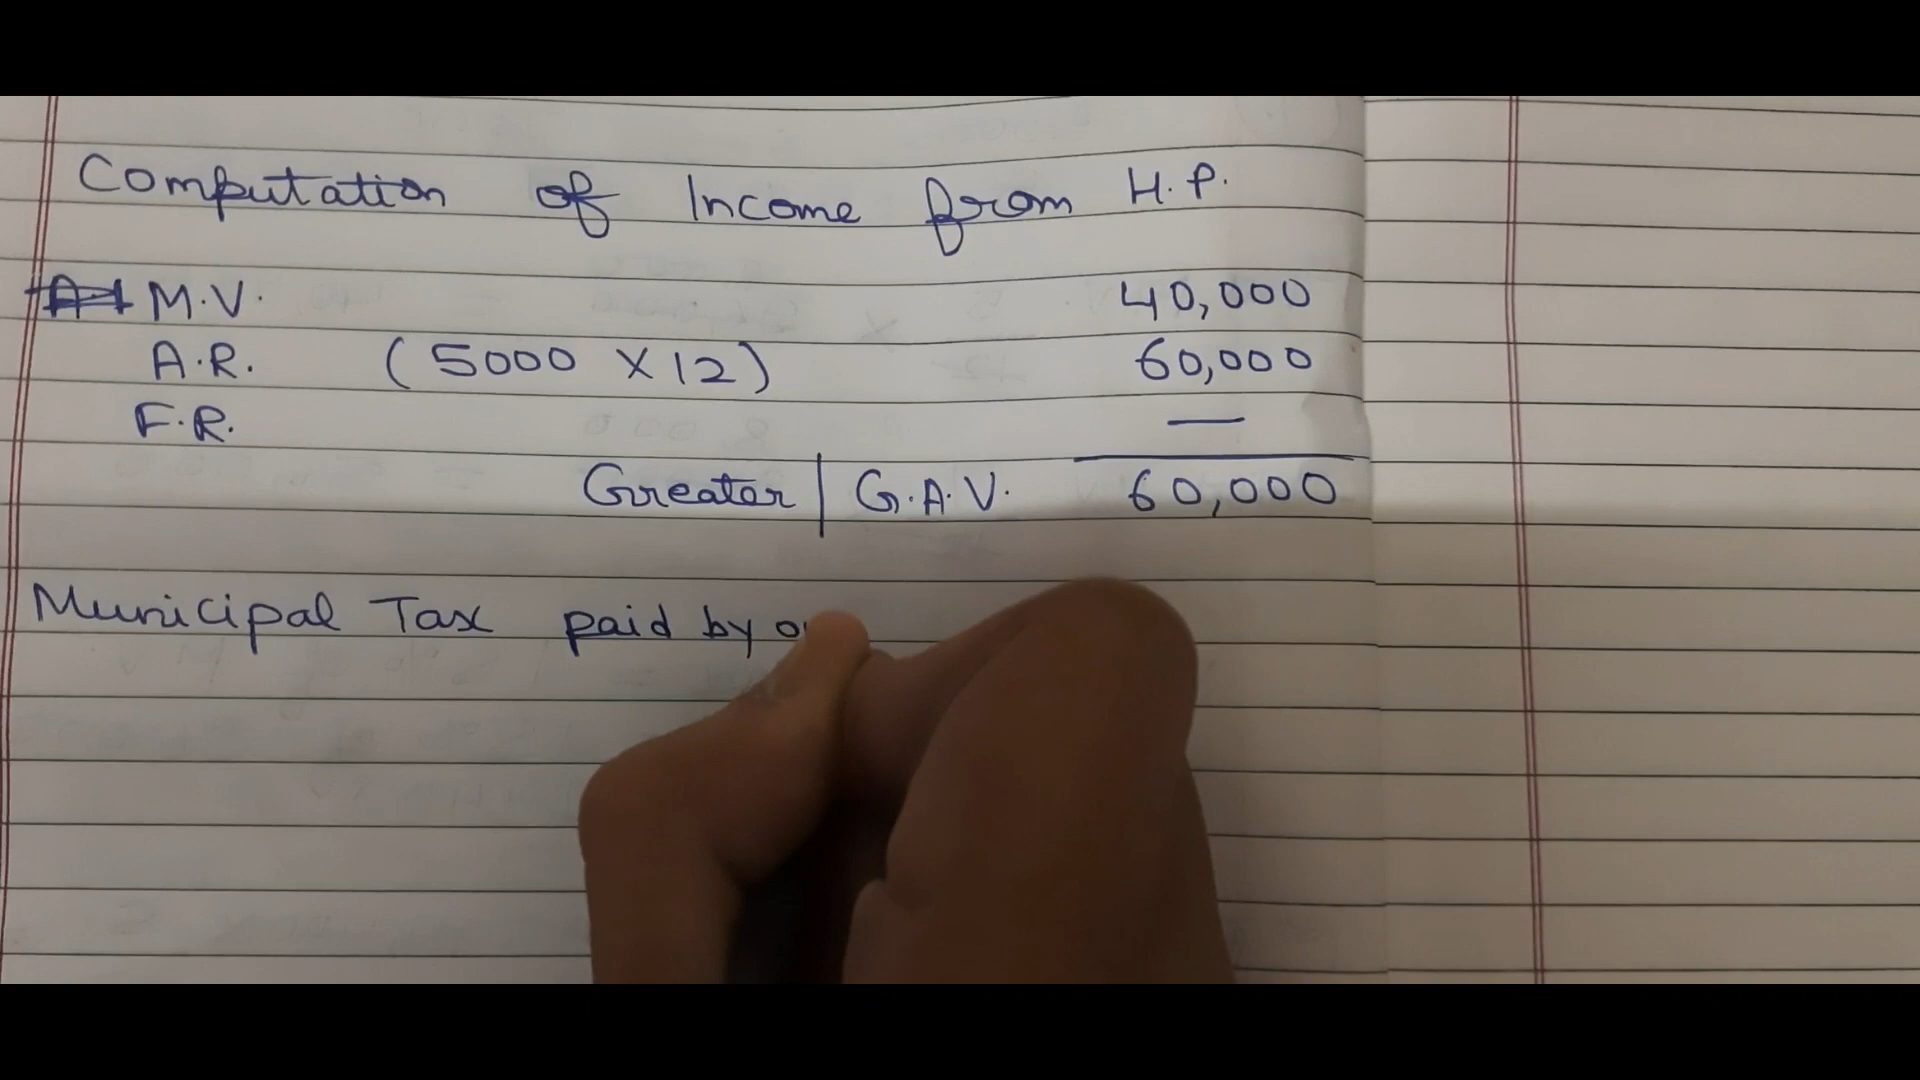 Computation of Income from H.P.
M.V. 40,000
A.R. (5000 X 12) 60,000
F.R. —
Greater | G.A.V. 60,000
Municipal Tax paid by